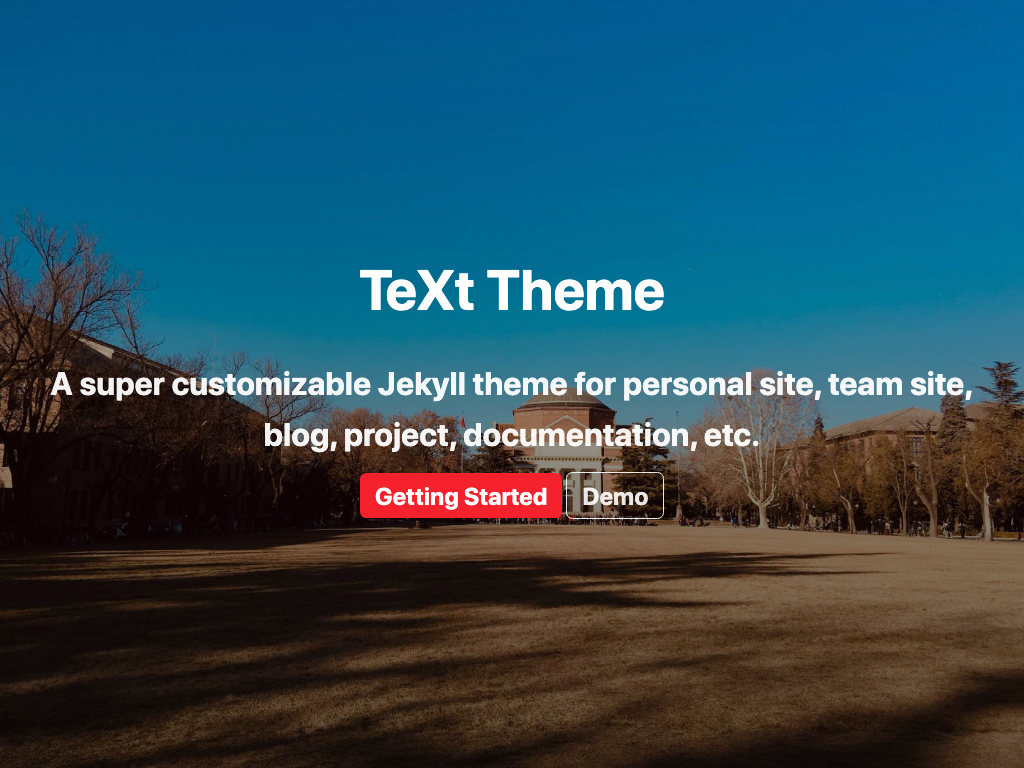 TeXt Theme
A super customizable Jekyll theme for personal site, team site,
blog, project, documentation, etc.
Getting Started
Demo